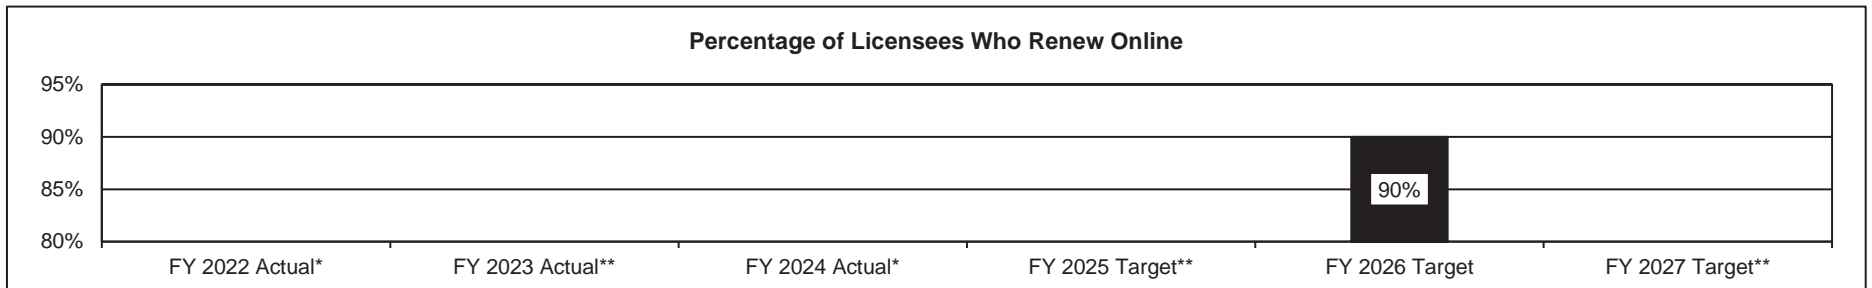 Percentage of Licensees Who Renew Online
95%
90%
85%
80%
90%
FY 2022 Actual* FY 2023 Actual** FY 2024 Actual* FY 2025 Target** FY 2026 Target FY 2027 Target**